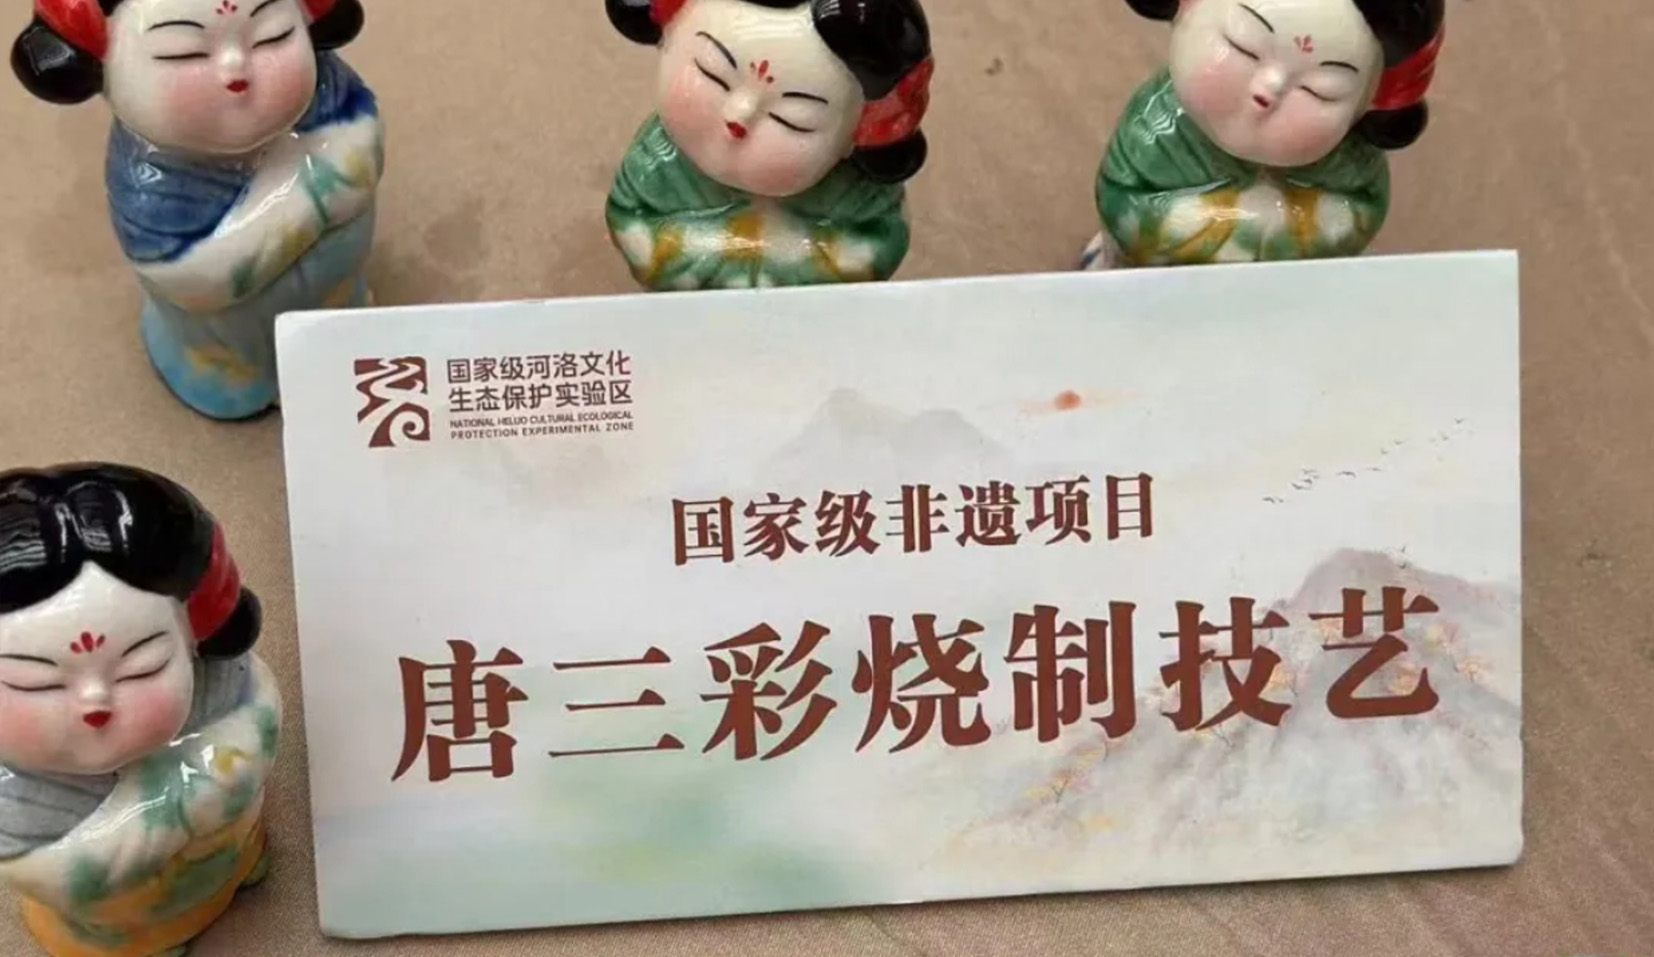 国家级河洛文化
生态保护实验区
NATIONAL HELUO CULTURAL ECOLOGICAL
PROTECTION EXPERIMENTAL ZONE
国家级非遗项目
唐三彩烧制技艺